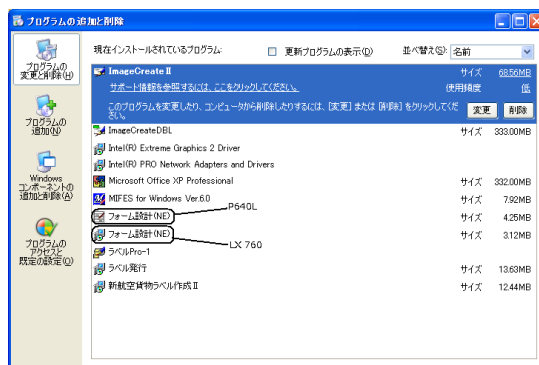 プログラムの追加と削除
プログラムの
変更と削除(H)
プログラムの
追加(N)
Windows
コンポーネントの
追加と削除(A)
プログラムの
アクセスと
既定の設定(O)
現在インストールされているプログラム:
更新プログラムの表示(D)
並べ替え(S):
名前
ImageCreate II
サイズ 68.56MB
サポート情報を参照するには、ここをクリックしてください。
使用頻度 低
このプログラムを変更したり、コンピュータから削除したりするには、[変更] または [削除] をクリックしてくだ
さい。
変更
削除
ImageCreateDBL サイズ 333.00MB
Intel(R) Extreme Graphics 2 Driver
Intel(R) PRO Network Adapters and Drivers
Microsoft Office XP Professional サイズ 332.00MB
MIFES for Windows Ver.6.0 サイズ 7.92MB
P640L
フォーム設計(NE) サイズ 4.25MB
フォーム設計(NE) サイズ 3.12MB
LX 760
ラベルPro-1
ラベル発行 サイズ 13.63MB
新航空貨物ラベル作成Ⅱ サイズ 12.44MB